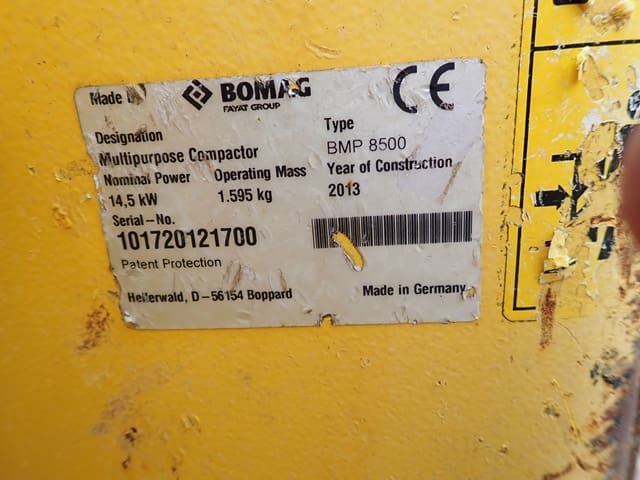 Made b
BOMAG
FAYAT GROUP
CE
Designation
Multipurpose Compactor
Type
BMP 8500
Nominal Power Operating Mass Year of Construction
14,5 kW 1.595 kg 2013
Serial-No.
101720121700
Patent Protection
Hellerwald, D-56154 Boppard Made in Germany